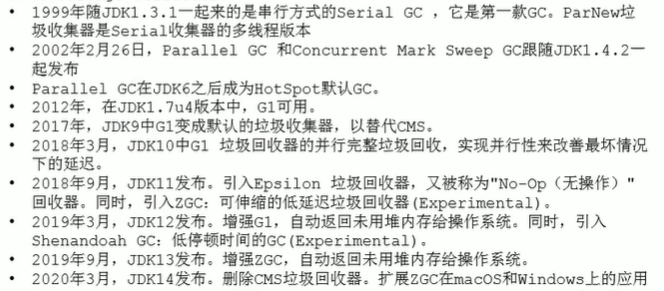 • 1999年随JDK1.3.1一起来的是串行方式的Serial GC ，它是第一款GC。ParNew垃
圾收集器是Serial收集器的多线程版本
• 2002年2月26日，Parallel GC 和Concurrent Mark Sweep GC跟随JDK1.4.2一
起发布
• Parallel GC在JDK6之后成为HotSpot默认GC。
• 2012年，在JDK1.7u4版本中，G1可用。
• 2017年，JDK9中G1变成默认的垃圾收集器，以替代CMS。
• 2018年3月，JDK10中G1 垃圾回收器的并行完整垃圾回收，实现并行性来改善最坏情况
下的延迟。
• 2018年9月，JDK11发布。引入Epsilon 垃圾回收器，又被称为"No-Op（无操作）"
回收器。同时，引入ZGC：可伸缩的低延迟垃圾回收器(Experimental)。
• 2019年3月，JDK12发布。增强G1，自动返回未用堆内存给操作系统。同时，引入
Shenandoah GC：低停顿时间的GC(Experimental)。
• 2019年9月，JDK13发布。增强ZGC，自动返回未用堆内存给操作系统。
• 2020年3月，JDK14发布。删除CMS垃圾回收器。扩展ZGC在macOS和Windows上的应用